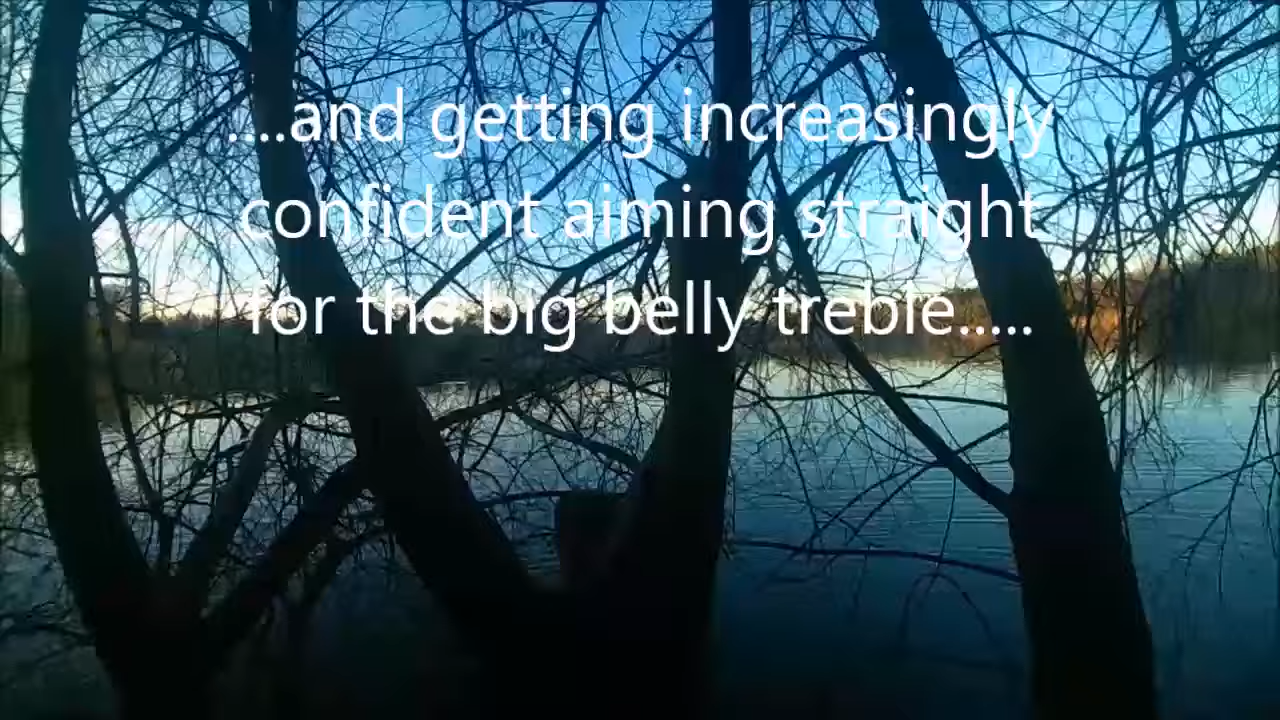 ....and getting increasingly
confident aiming straight
for the big belly treble.....